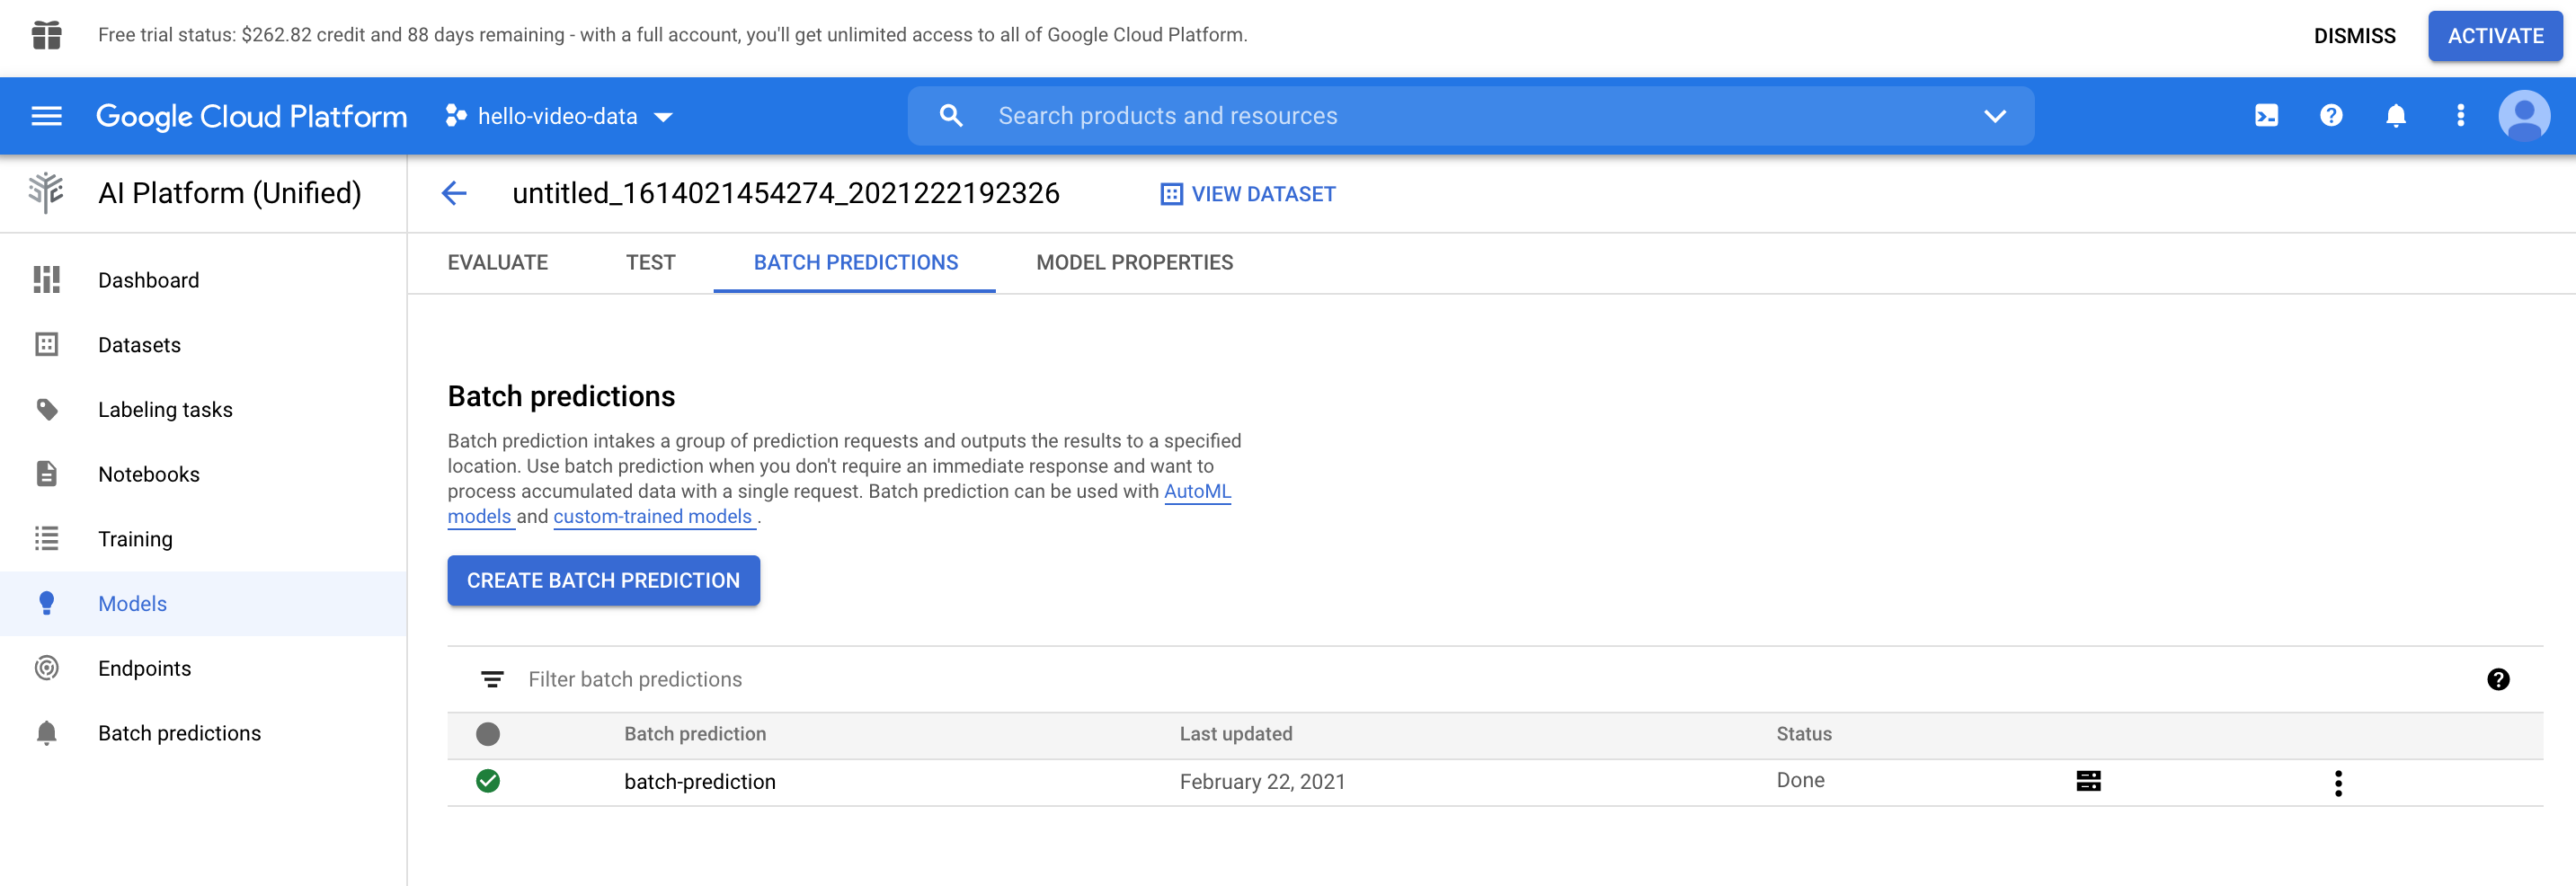 Free trial status: $262.82 credit and 88 days remaining - with a full account, you'll get unlimited access to all of Google Cloud Platform.
DISMISS
ACTIVATE
Google Cloud Platform
hello-video-data
Search products and resources
AI Platform (Unified)
untitled_1614021454274_2021222192326
VIEW DATASET
Dashboard
Datasets
Labeling tasks
Notebooks
Training
Models
Endpoints
Batch predictions
EVALUATE
TEST
BATCH PREDICTIONS
MODEL PROPERTIES
Batch predictions
Batch prediction intakes a group of prediction requests and outputs the results to a specified
location. Use batch prediction when you don't require an immediate response and want to
process accumulated data with a single request. Batch prediction can be used with AutoML
models and custom-trained models .
CREATE BATCH PREDICTION
Filter batch predictions
Batch prediction
Last updated
Status
batch-prediction
February 22, 2021
Done